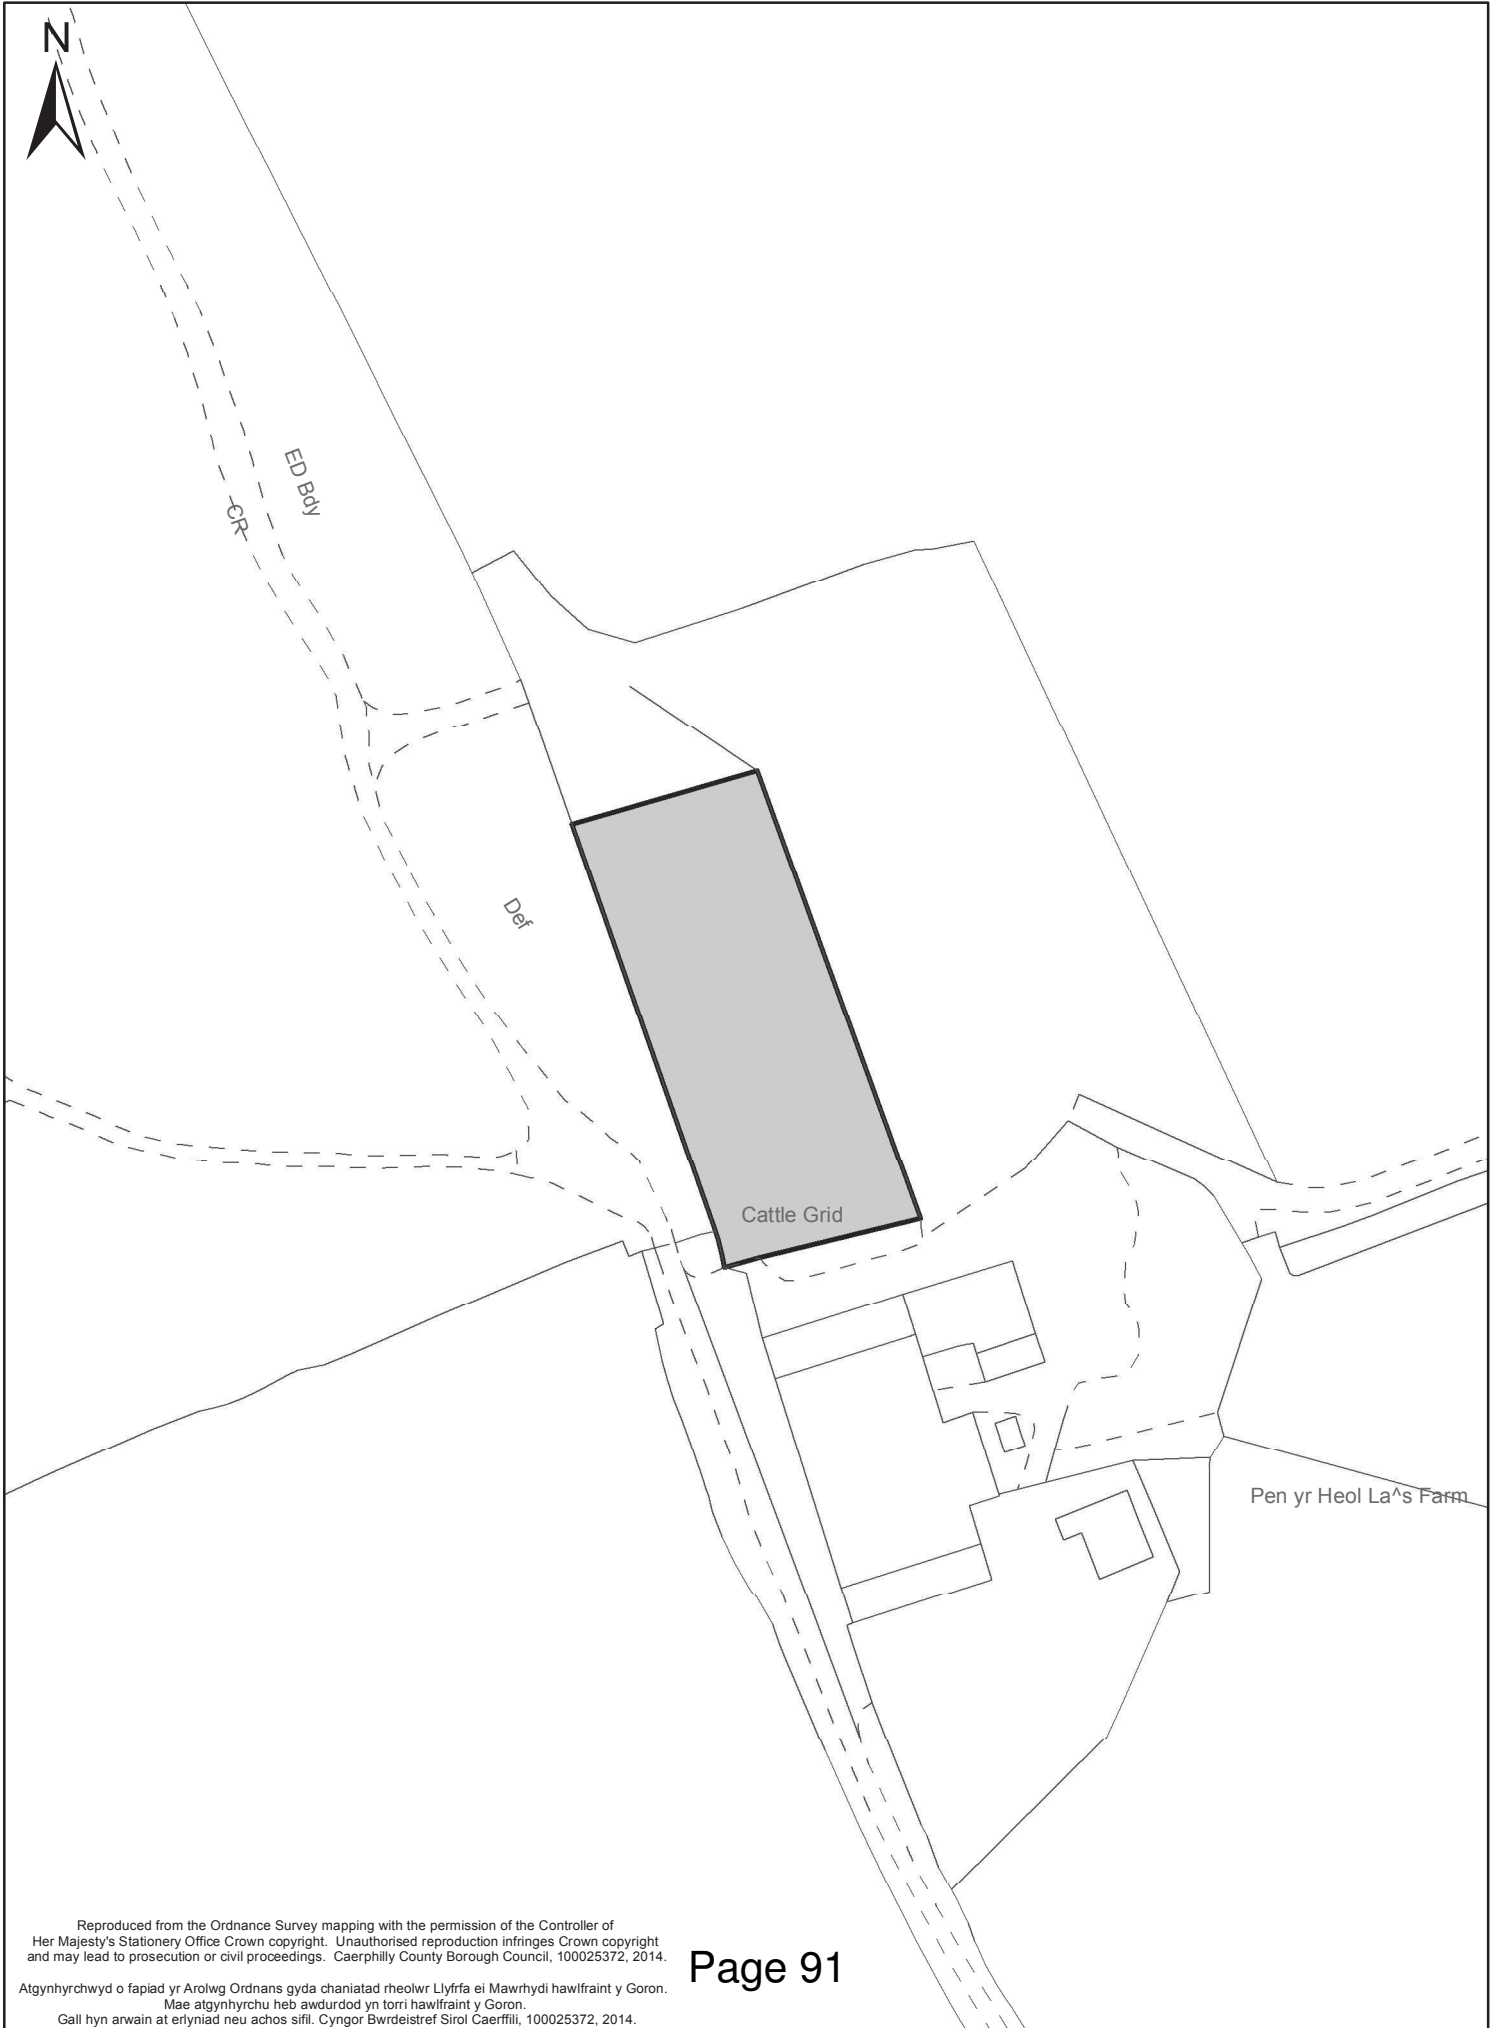 N
ED Bdy
CR
Def
Cattle Grid
Pen yr Heol La^s Farm
Reproduced from the Ordnance Survey mapping with the permission of the Controller of
Her Majesty's Stationery Office Crown copyright. Unauthorised reproduction infringes Crown copyright
and may lead to prosecution or civil proceedings. Caerphilly County Borough Council, 100025372, 2014.
Atgynhyrchwyd o fapiad yr Arolwg Ordnans gyda chaniatad rheolwr Llyfrfa ei Mawrhydi hawlfraint y Goron.
Mae atgynhyrchu heb awdurdod yn torri hawlfraint y Goron.
Gall hyn arwain at erlyniad neu achos sifil. Cyngor Bwrdeistref Sirol Caerffili, 100025372, 2014.
Page 91